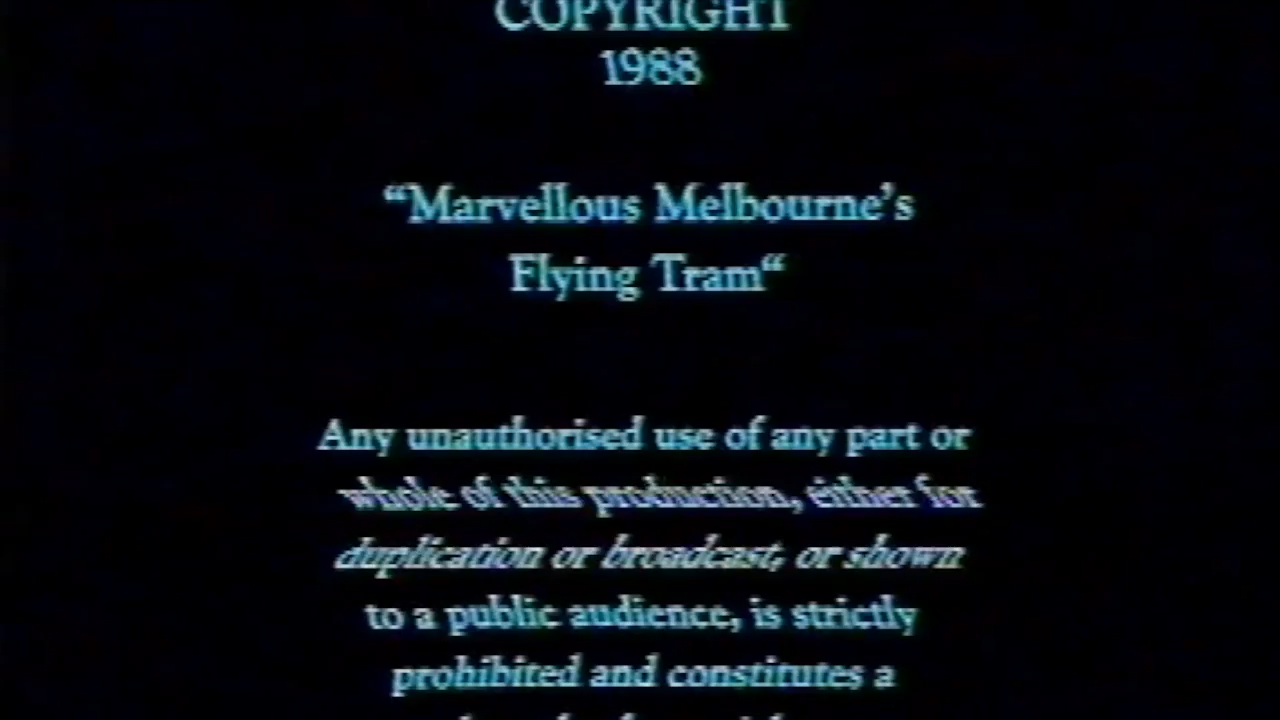 COPYRIGHT
1988
“Marvellous Melbourne’s
Flying Tram“
Any unauthorised use of any part or
whole of this production, either for
duplication or broadcast, or shown
to a public audience, is strictly
prohibited and constitutes a